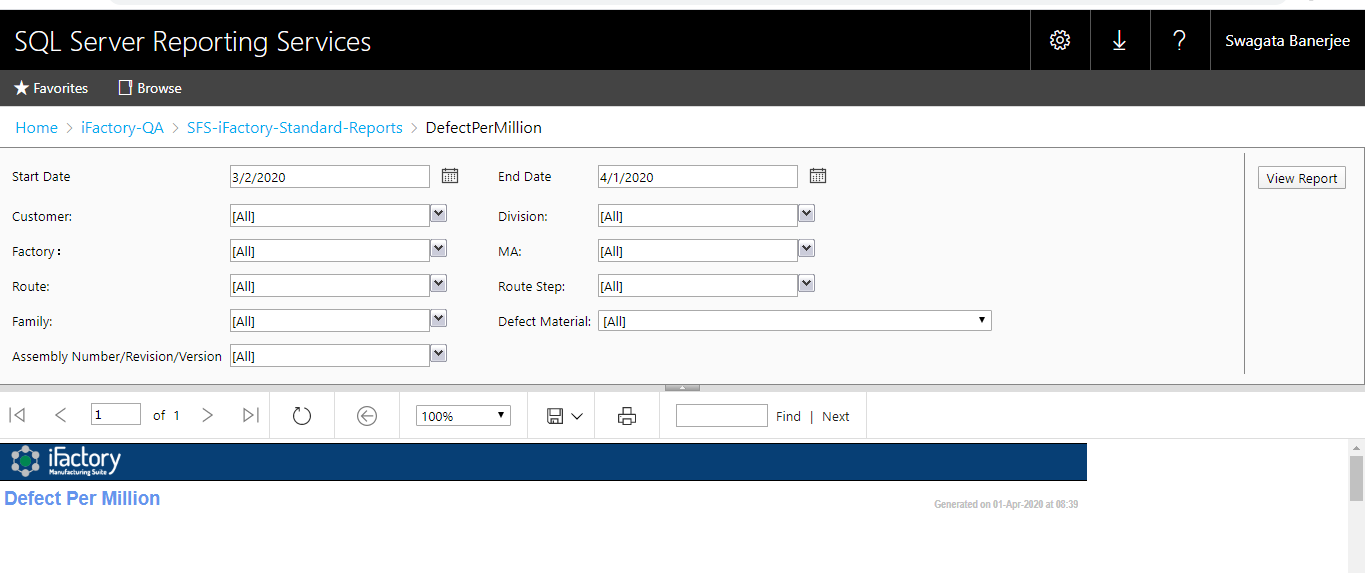 SQL Server Reporting Services
?
Swagata Banerjee
Favorites Browse
Home > iFactory-QA > SFS-iFactory-Standard-Reports > DefectPerMillion
Start Date 3/2/2020 End Date 4/1/2020 View Report
Customer: [All] Division: [All]
Factory: [All] MA: [All]
Route: [All] Route Step: [All]
Family: [All] Defect Material: [All]
Assembly Number/Revision/Version [All]
1 of 1 100% Find | Next
iFactory
Manufacturing Suite
Defect Per Million
Generated on 01-Apr-2020 at 08:39